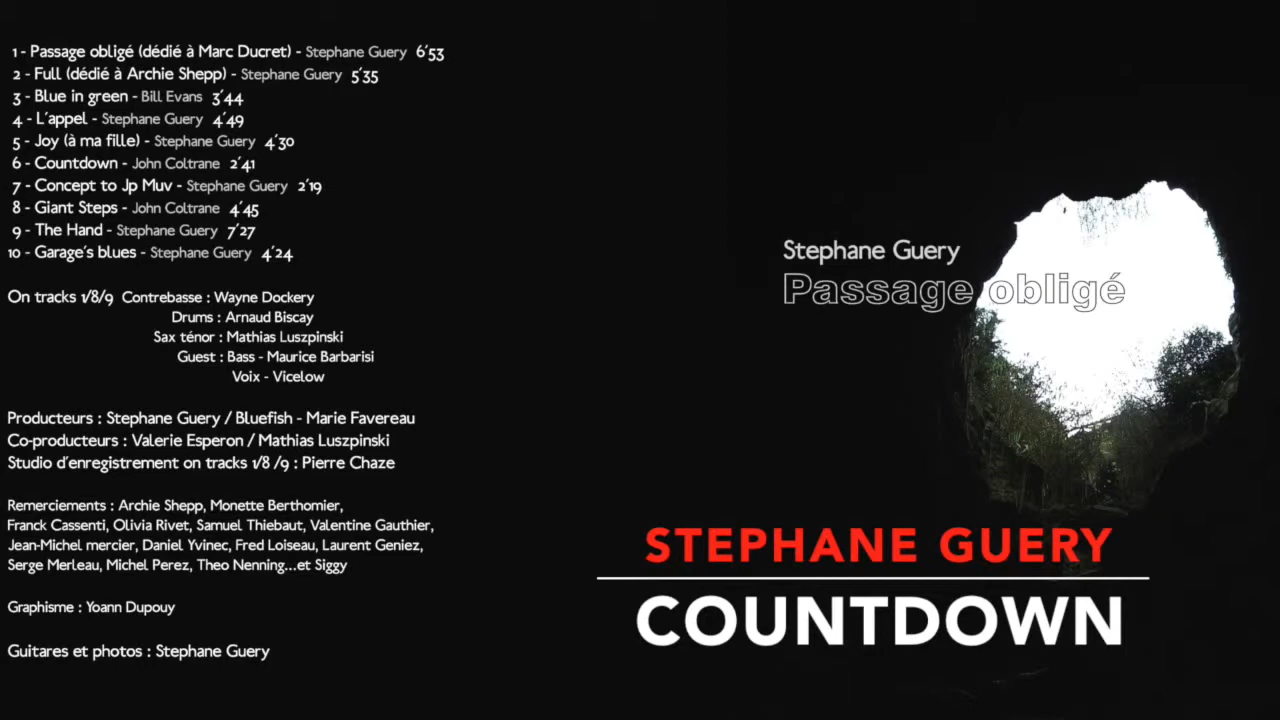 1 - Passage obligé (dédié à Marc Ducret) - Stephane Guery 6'53
2 - Full (dédié à Archie Shepp) - Stephane Guery 5'35
3 - Blue in green - Bill Evans 3'44
4 - L'appel - Stephane Guery 4'49
5 - Joy (à ma fille) - Stephane Guery 4'30
6 - Countdown - John Coltrane 2'41
7 - Concept to Jp Muv - Stephane Guery 2'19
8 - Giant Steps - John Coltrane 4'45
9 - The Hand - Stephane Guery 7'27
10 - Garage's blues - Stephane Guery 4'24
On tracks 1/8/9 Contrebasse : Wayne Dockery
Drums : Arnaud Biscay
Sax ténor : Mathias Luszpinski
Guest : Bass - Maurice Barbarisi
Voix - Vicelow
Producteurs : Stephane Guery / Bluefish - Marie Favereau
Co-producteurs : Valerie Esperon / Mathias Luszpinski
Studio d'enregistrement on tracks 1/8 /9 : Pierre Chaze
Remerciements : Archie Shepp, Monette Berthomier,
Franck Cassenti, Olivia Rivet, Samuel Thiebaut, Valentine Gauthier,
Jean-Michel mercier, Daniel Yvinec, Fred Loiseau, Laurent Geniez,
Serge Merleau, Michel Perez, Theo Nenning...et Siggy
Graphisme : Yoann Dupouy
Guitares et photos : Stephane Guery
Stephane Guery
Passage obligé
STEPHANE GUERY
COUNTDOWN